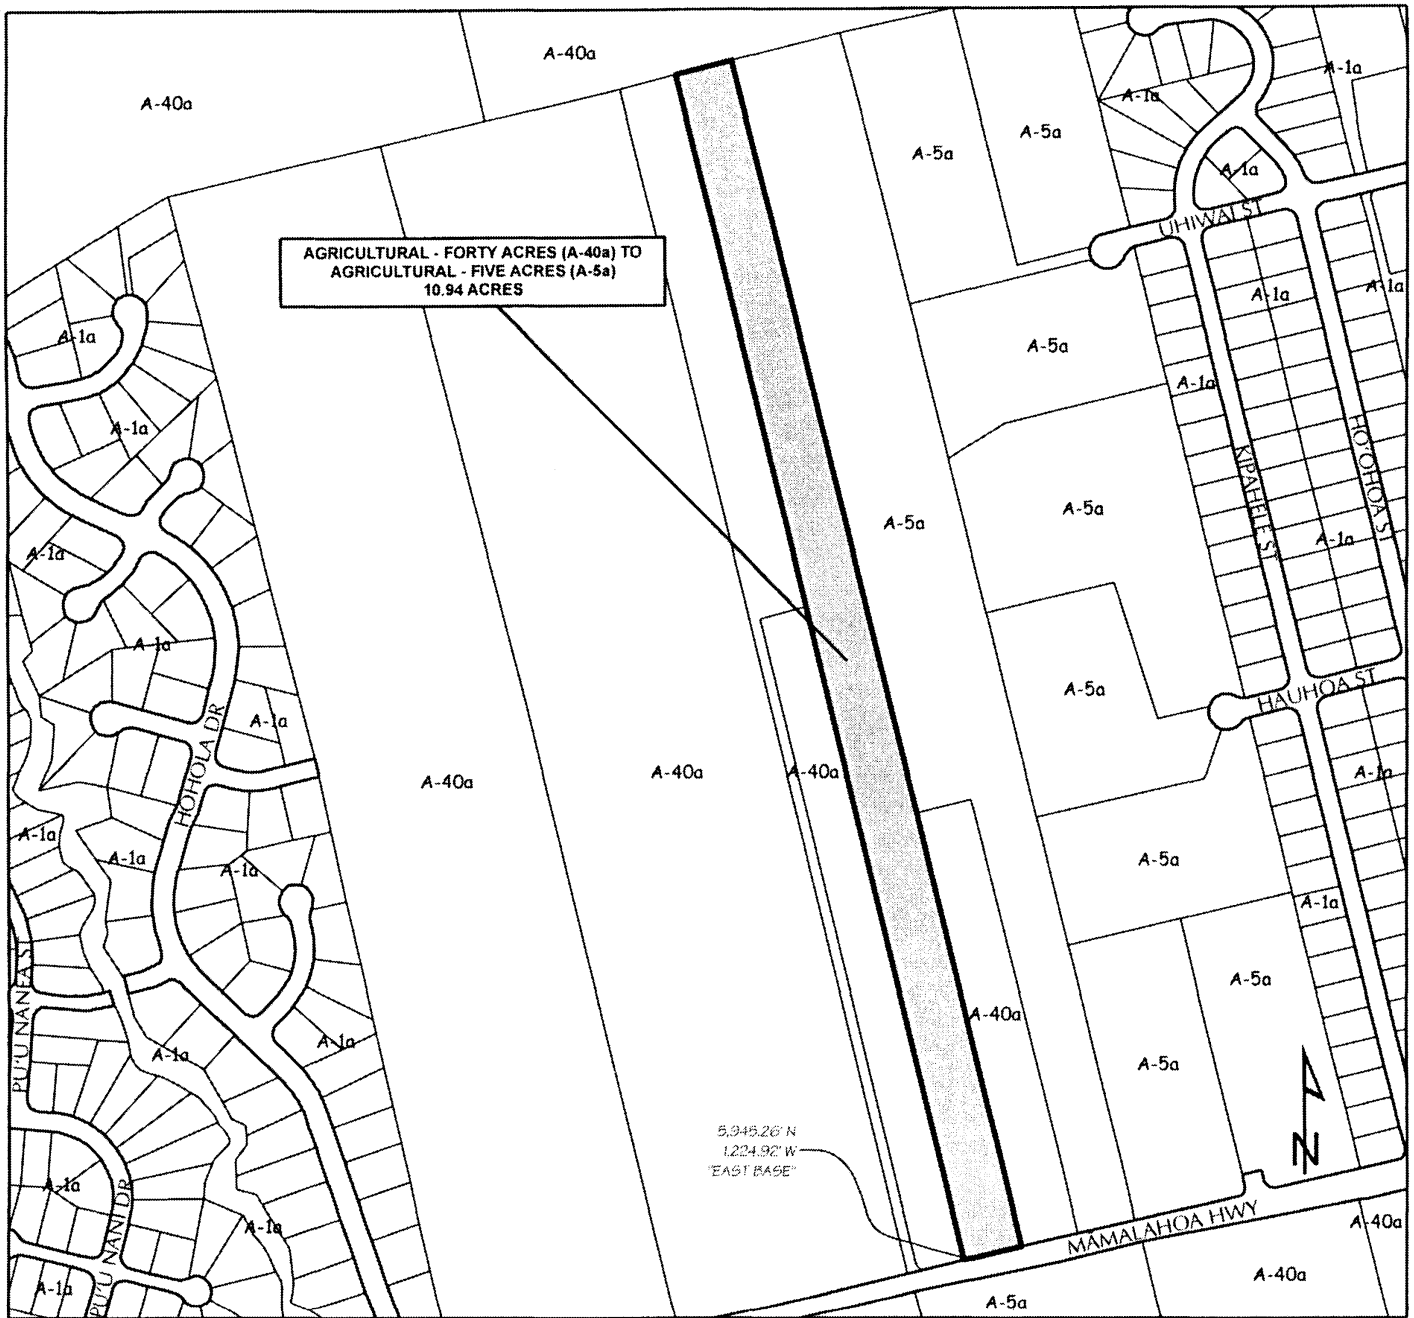 A-40a
A-40a
A-1a
A-1a
A-5a
A-5a
A-1a
UHIWAI ST
AGRICULTURAL - FORTY ACRES (A-40a) TO
AGRICULTURAL - FIVE ACRES (A-5a)
10.94 ACRES
A-1a
A-1a
A-1a
A-5a
A-1a
A-1a
KIPAHELE ST
HO'OHOA ST
A-5a
A-5a
A-1a
A-1a
A-1a
A-5a
HAUHOA ST
A-1a
HOHOLA DR
A-40a
A-40a
A-40a
A-1a
A-1a
A-1a
A-1a
A-5a
A-1a
PU'U NANEA S
A-5a
A-40a
A-1a
A-1a
A-5a
N
5,945.26' N
1,224.92' W
"EAST BASE"
A-1a
PU'U NANI DR
A-1a
MAMALAHOA HWY
A-40a
A-1a
A-5a
A-40a